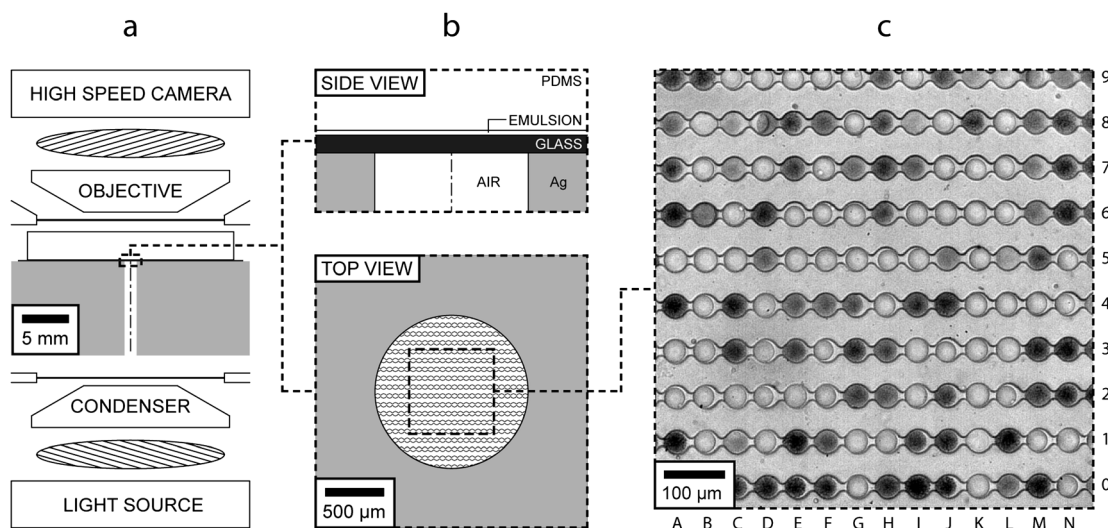 a
b
c
HIGH SPEED CAMERA
OBJECTIVE
5 mm
CONDENSER
LIGHT SOURCE
SIDE VIEW
PDMS
EMULSION
GLASS
AIR
Ag
TOP VIEW
500 µm
9
8
7
6
5
4
3
2
1
0
100 µm
A B C D E F G H I J K L M N